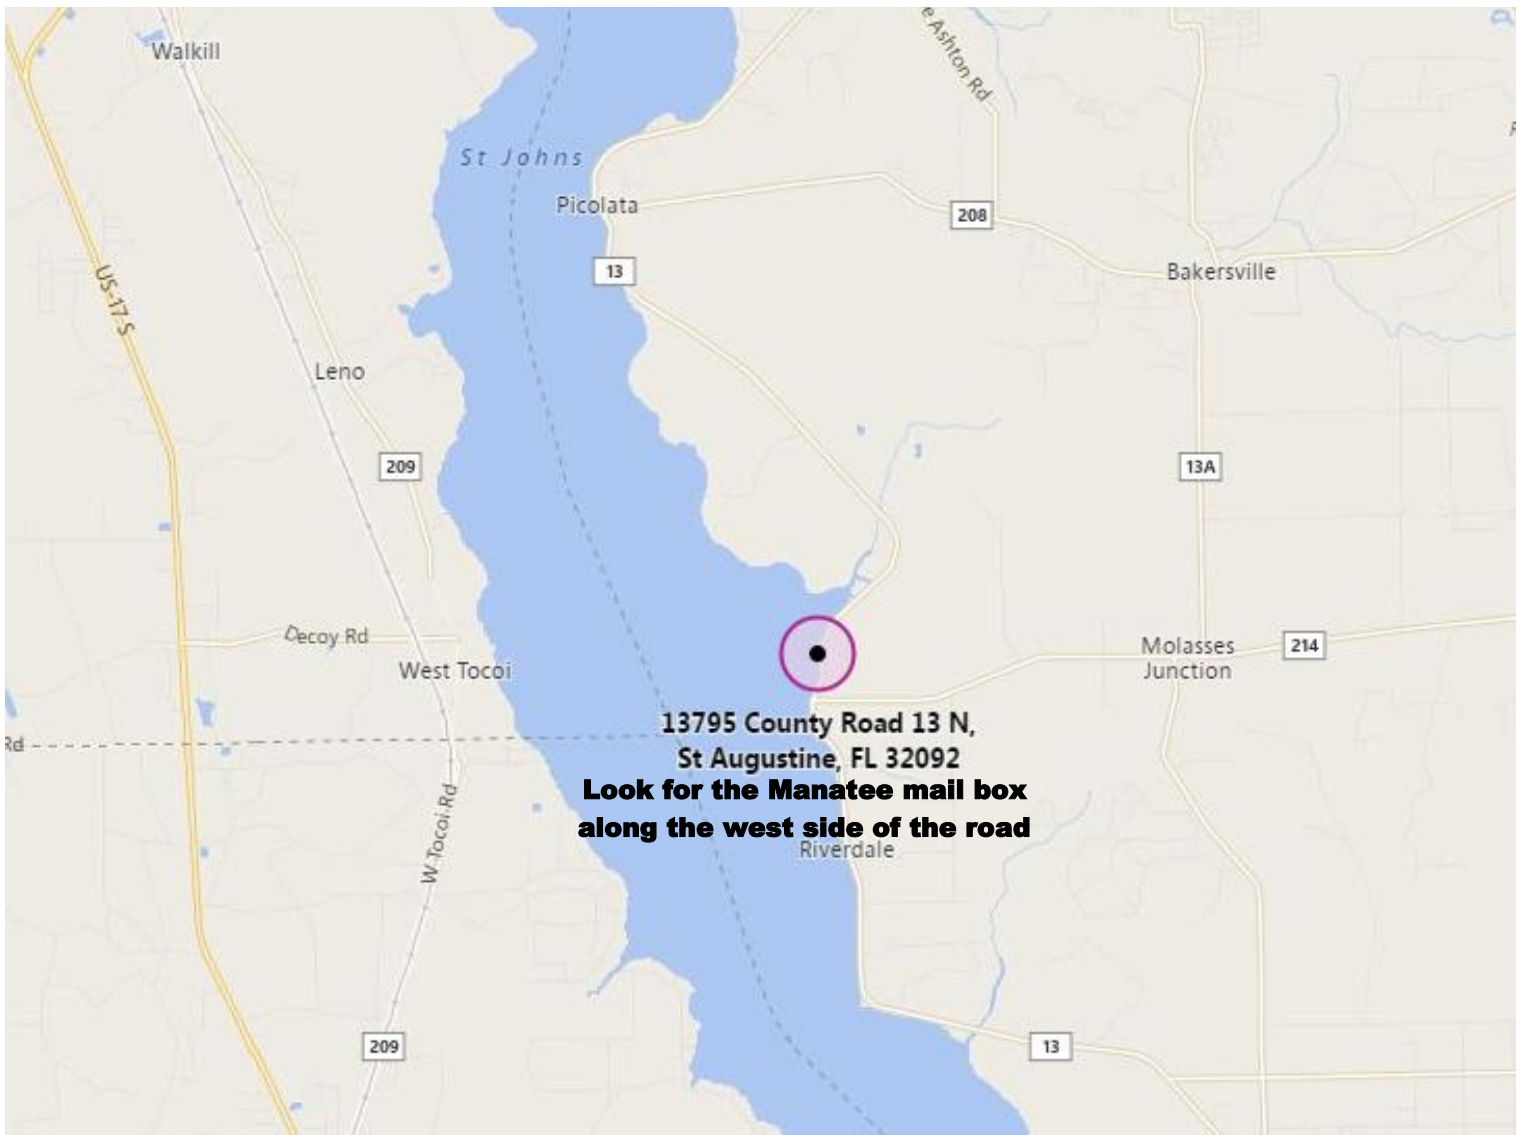 Walkill
e Ashton Rd
St Johns
Picolata
208
13
Bakersville
US-17-S
Leno
209
13A
Decoy Rd
West Tocoi
Molasses
Junction
214
13795 County Road 13 N,
St Augustine, FL 32092
Rd
Look for the Manatee mail box
along the west side of the road
W Tocoi Rd
Riverdale
209
13